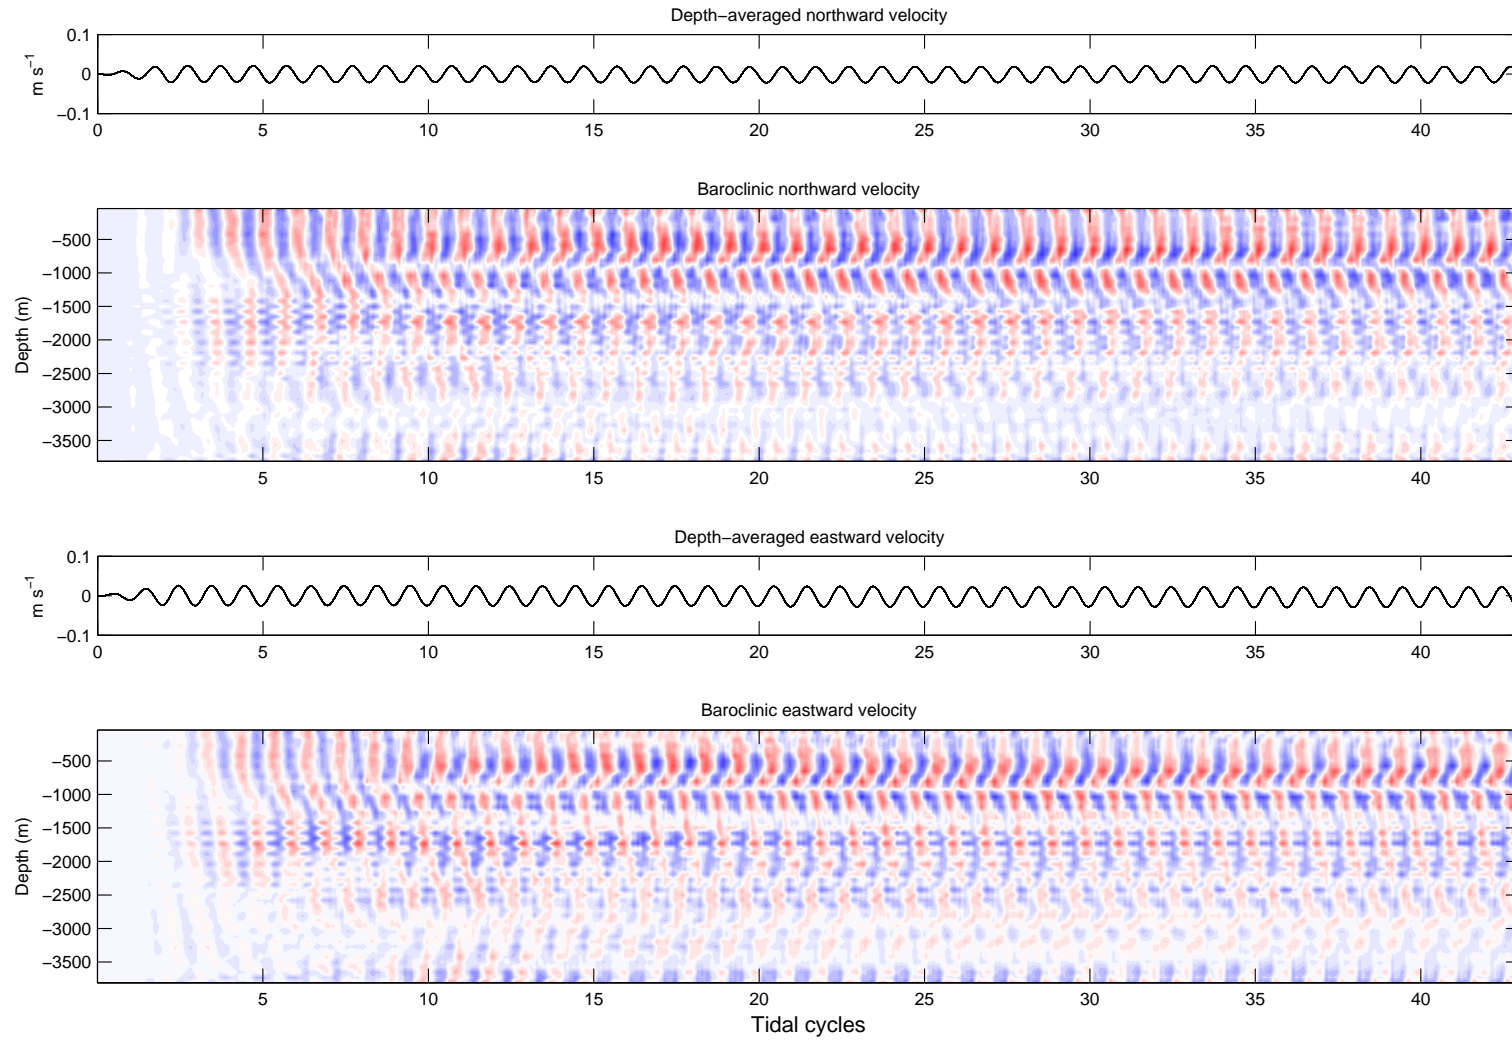 Depth−averaged northward velocity
0.1
0
−0.1
m s−1
0 5 10 15 20 25 30 35 40
Baroclinic northward velocity
−500
−1000
−1500
−2000
−2500
−3000
−3500
Depth (m)
5 10 15 20 25 30 35 40
Depth−averaged eastward velocity
0.1
0
−0.1
m s−1
0 5 10 15 20 25 30 35 40
Baroclinic eastward velocity
−500
−1000
−1500
−2000
−2500
−3000
−3500
Depth (m)
5 10 15 20 25 30 35 40
Tidal cycles